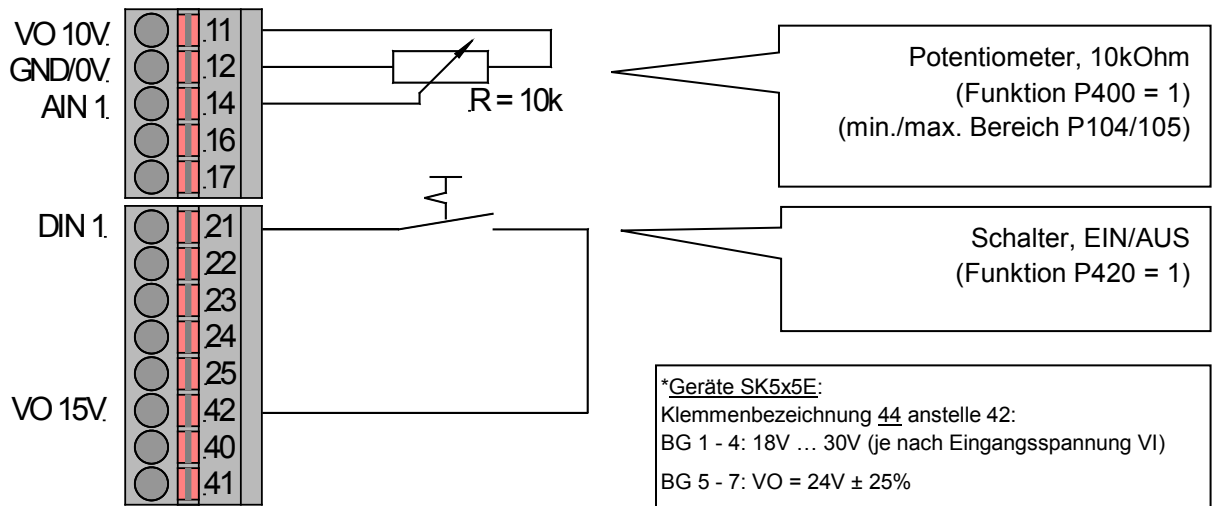 VO 10V. .11
GND/0V. .12
AIN 1. .14
.16
.17
R = 10k
Potentiometer, 10kOhm
(Funktion P400 = 1)
(min./max. Bereich P104/105)
DIN 1. .21
.22
.23
.24
.25
VO 15V. .42
.40
.41
Schalter, EIN/AUS
(Funktion P420 = 1)
*Geräte SK5x5E:
Klemmenbezeichnung 44 anstelle 42:
BG 1 - 4: 18V … 30V (je nach Eingangsspannung VI)
BG 5 - 7: VO = 24V ± 25%